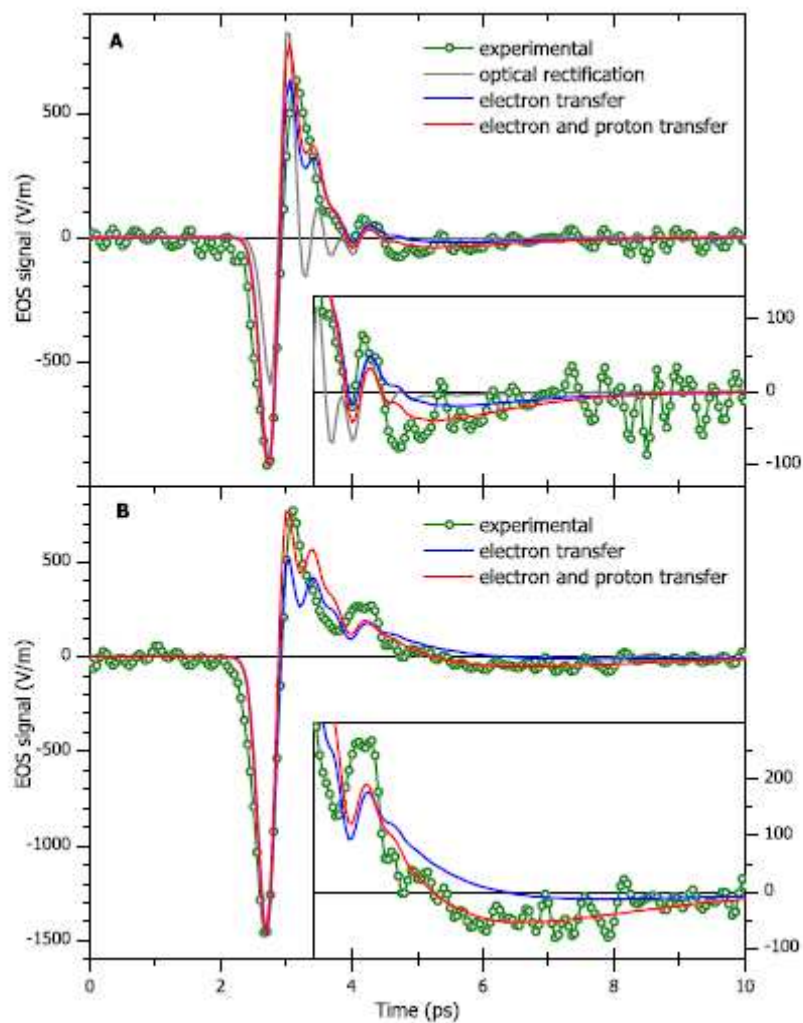 A
experimental
optical rectification
electron transfer
electron and proton transfer
500
0
-500
EOS signal (V/m)
100
0
-100
B
experimental
electron transfer
electron and proton transfer
500
0
-500
-1000
-1500
EOS signal (V/m)
200
100
0
-100
0
2
4
6
8
10
Time (ps)